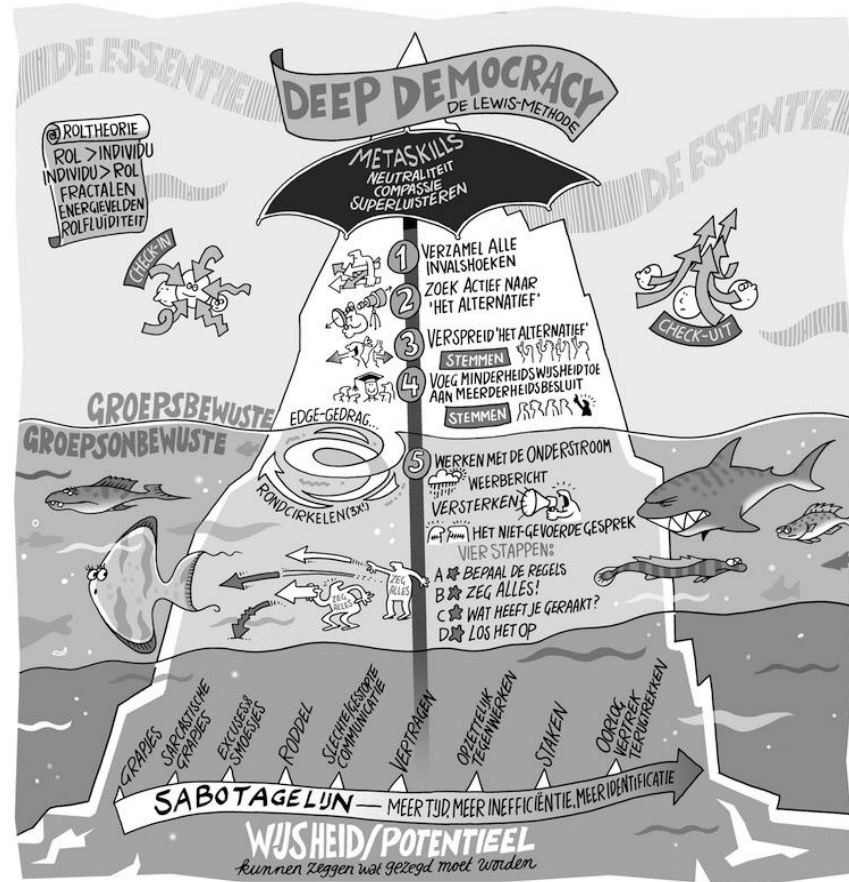 DE ESSENTIE
DEEP DEMOCRACY
DE LEWIS-METHODE
DE ESSENTIE
@ ROLTHEORIE
ROL > INDIVIDU
INDIVIDU > ROL
FRACTALEN
ENERGIEVELDEN
ROLFLUÏDITEIT
METASKILLS
NEUTRALITEIT
COMPASSIE
SUPERLUISTEREN
CHECK-IN
CHECK-UIT
1 VERZAMEL ALLE
INVALSHOEKEN
2 ZOEK ACTIEF NAAR
'HET ALTERNATIEF'
3 VERSPREID 'HET ALTERNATIEF'
STEMMEN
4 VOEG MINDERHEIDSWIJSHEID TOE
AAN MEERDERHEIDSBESLUIT
STEMMEN
GROEPSBEWUSTE
GROEPSONBEWUSTE
EDGE-GEDRAG...
RONDCIRKELEN (3X!)
5 WERKEN MET DE ONDERSTROOM
WEERBERICHT
VERSTERKEN
HET NIET-GEVOERDE GESPREK
VIER STAPPEN:
A BEPAAL DE REGELS
B ZEG ALLES!
C WAT HEEFT JE GERAAKT?
D LOS HET OP
ZEG
ALLES
ZEG
ALLES
GRAPJES
SARCASTISCHE
GRAPJES
EXCUSES &
SMOESJES
RODDEL
SLECHTE/GESTOPTE
COMMUNICATIE
VERTRAGEN
OPZETTELIJK
TEGENWERKEN
STAKEN
OORLOG
VERTREK
TERUGTREKKEN
SABOTAGELIJN — MEER TIJD, MEER INEFFICIËNTIE, MEER IDENTIFICATIE
WIJSHEID/POTENTIEEL
kunnen zeggen wat gezegd moet worden